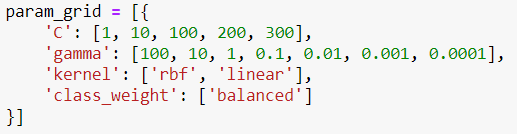 param_grid = [{
    'C': [1, 10, 100, 200, 300],
    'gamma': [100, 10, 1, 0.1, 0.01, 0.001, 0.0001],
    'kernel': ['rbf', 'linear'],
    'class_weight': ['balanced']
}]